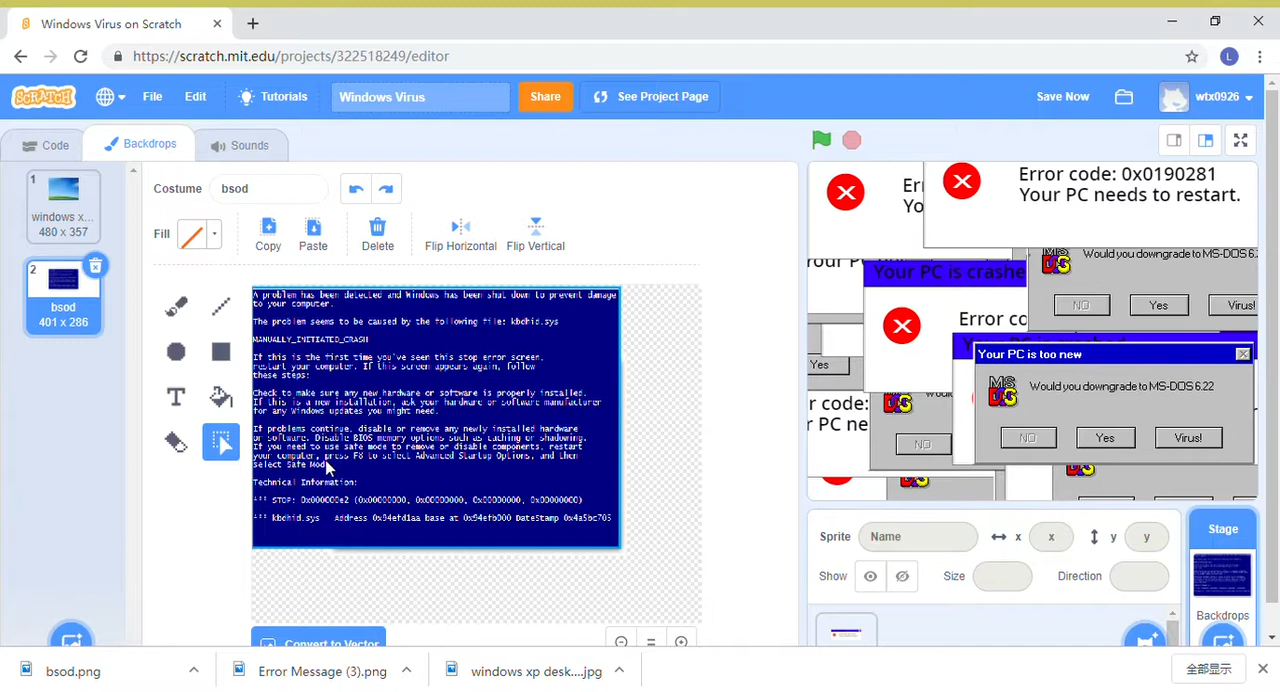 Windows Virus on Scratch
https://scratch.mit.edu/projects/322518249/editor
L
SCRATCH
File
Edit
Tutorials
Windows Virus
Share
See Project Page
Save Now
wtx0926
Code
Backdrops
Sounds
1
windows x...
480 x 357
2
bsod
401 x 286
Costume
bsod
Fill
Copy
Paste
Delete
Flip Horizontal
Flip Vertical
T
A problem has been detected and Windows has been shut down to prevent damage
to your computer.
The problem seems to be caused by the following file: kbdhid.sys
MANUALLY_INITIATED_CRASH
If this is the first time you've seen this stop error screen,
restart your computer. If this screen appears again, follow
these steps:
Check to make sure any new hardware or software is properly installed.
If this is a new installation, ask your hardware or software manufacturer
for any Windows updates you might need.
If problems continue, disable or remove any newly installed hardware
or software. Disable BIOS memory options such as caching or shadowing.
If you need to use safe mode to remove or disable components, restart
your computer, press F8 to select Advanced Startup Options, and then
select Safe Mod
Technical Information:
*** STOP: 0x000000e2 (0x00000000, 0x00000000, 0x00000000, 0x00000000)
*** kbdhid.sys Address 0x94efd1aa base at 0x94efb000 DateStamp 0x4a5bc705
Convert to Vector
Er
Yo
Error code: 0x0190281
Your PC needs to restart.
Would you downgrade to MS-DOS 6.2
NO
Yes
Virus!
Your PC is crashe
Error co
Yes
r code:
r PC ne
NO
Your PC is too new
MS
Would you downgrade to MS-DOS 6.22
NO
Yes
Virus!
Sprite
Name
x
x
y
y
Show
Size
Direction
Stage
Backdrops
bsod.png
Error Message (3).png
windows xp desk....jpg
全部显示